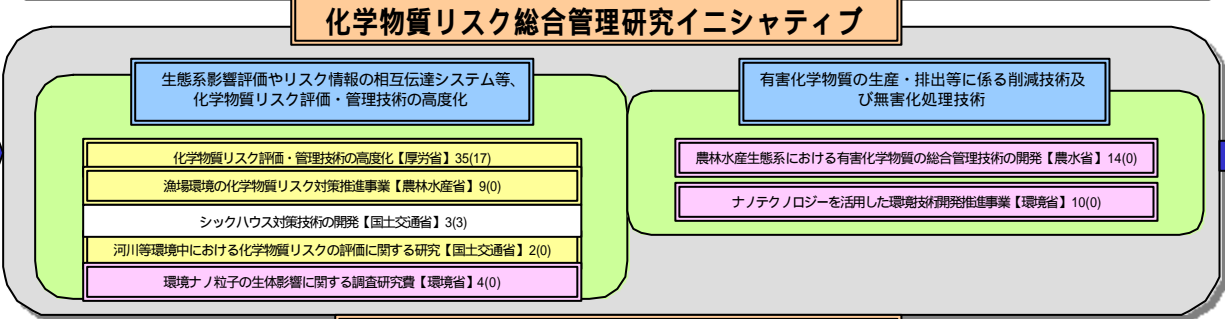 化学物質リスク総合管理研究イニシャティブ
生態系影響評価やリスク情報の相互伝達システム等、
化学物質リスク評価・管理技術の高度化
化学物質リスク評価・管理技術の高度化【厚労省】35(17)
漁場環境の化学物質リスク対策推進事業【農林水産省】9(0)
シックハウス対策技術の開発【国土交通省】3(3)
河川等環境中における化学物質リスクの評価に関する研究【国土交通省】2(0)
環境ナノ粒子の生体影響に関する調査研究費【環境省】4(0)
有害化学物質の生産・排出等に係る削減技術及
び無害化処理技術
農林水産生態系における有害化学物質の総合管理技術の開発【農水省】14(0)
ナノテクノロジーを活用した環境技術開発推進事業【環境省】10(0)